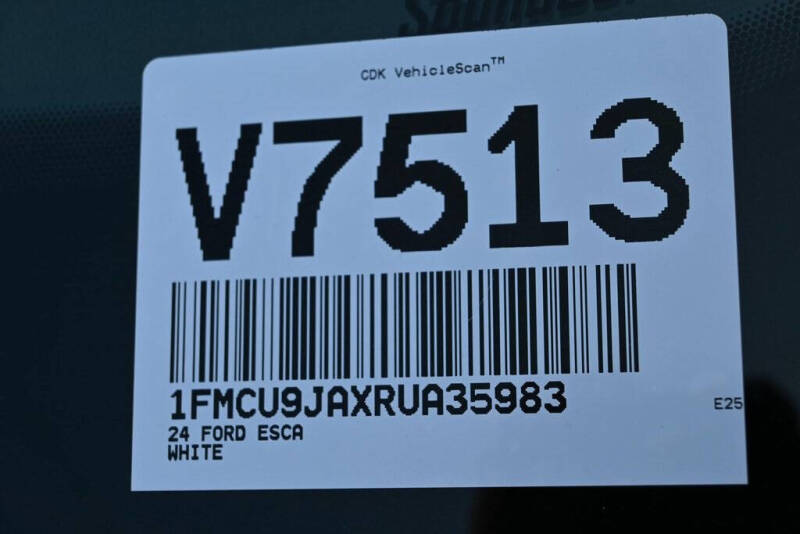 CDK VehicleScan™
V7513
1FMCU9JAXRUA35983
E25
24 FORD ESCA
WHITE